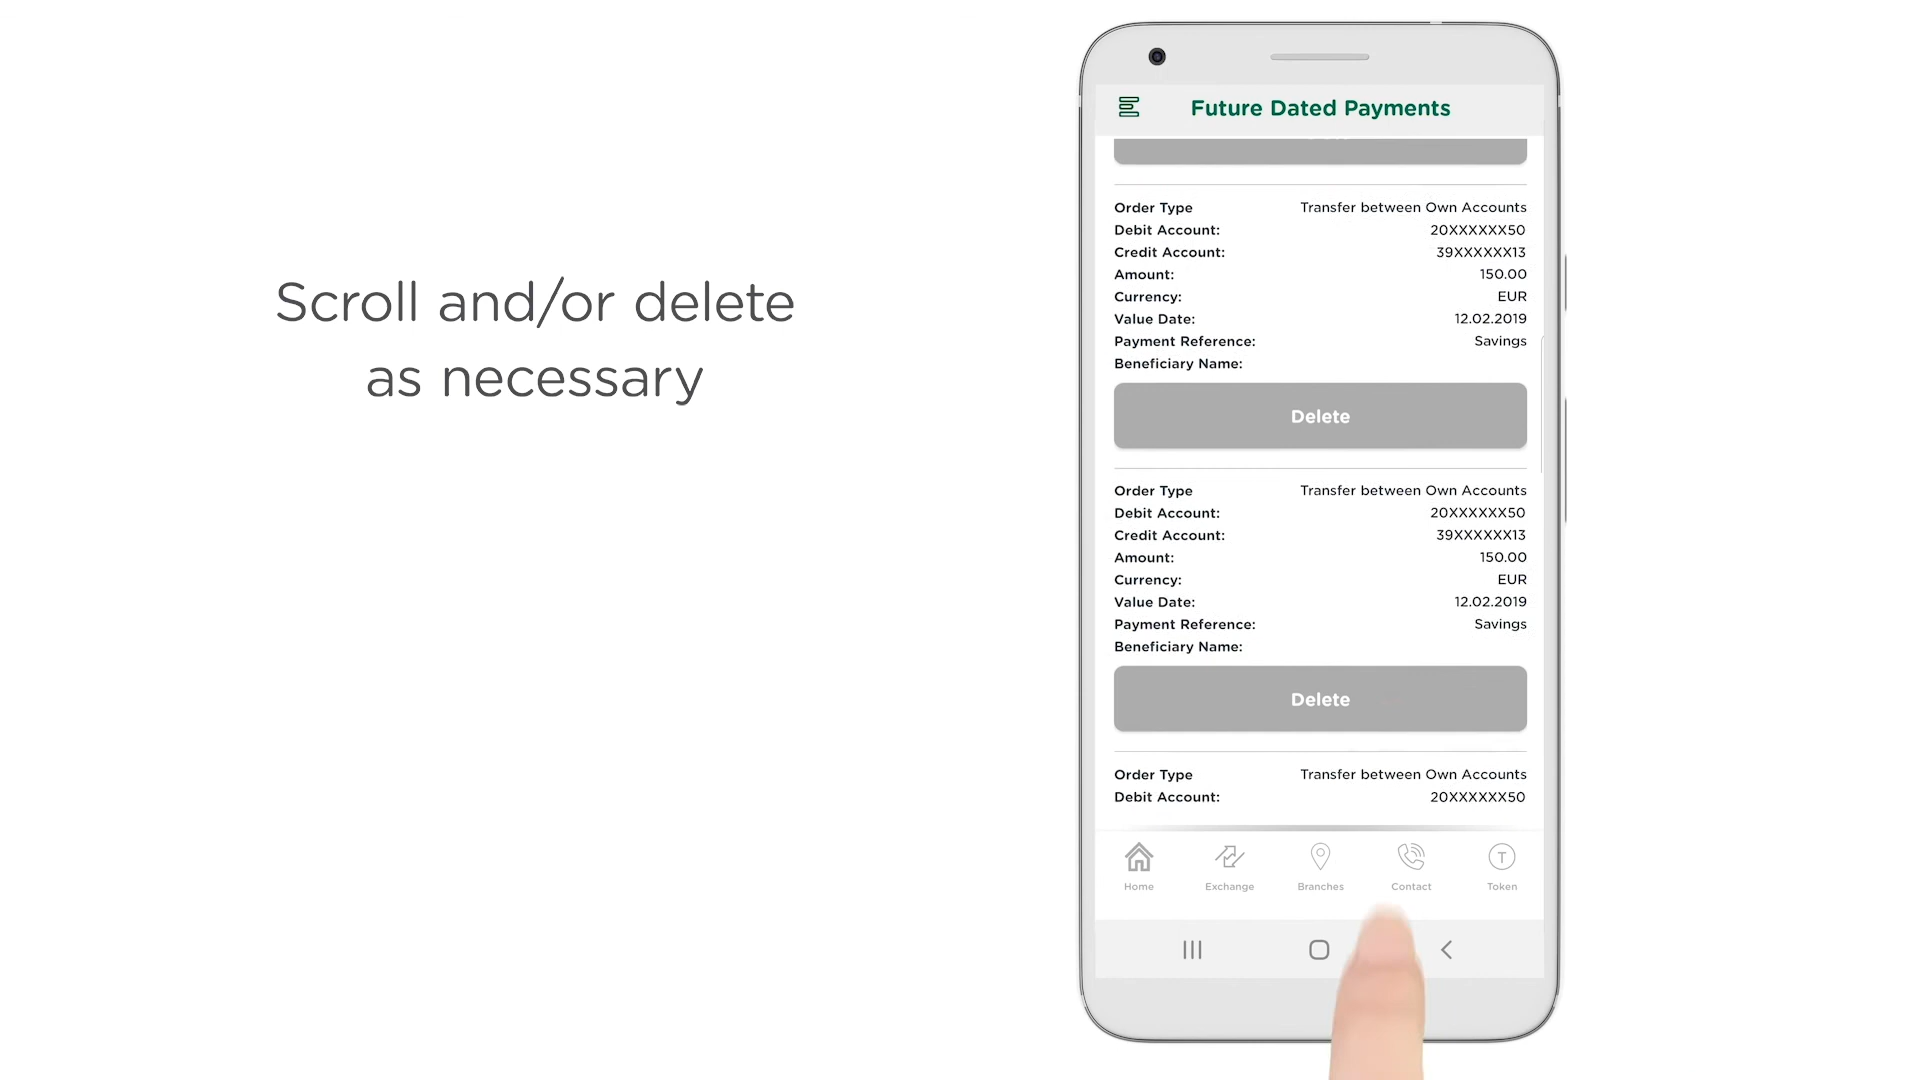 Scroll and/or delete
as necessary
Future Dated Payments
Order Type Transfer between Own Accounts
Debit Account: 20XXXXXX50
Credit Account: 39XXXXXX13
Amount: 150.00
Currency: EUR
Value Date: 12.02.2019
Payment Reference: Savings
Beneficiary Name:
Delete
Order Type Transfer between Own Accounts
Debit Account: 20XXXXXX50
Credit Account: 39XXXXXX13
Amount: 150.00
Currency: EUR
Value Date: 12.02.2019
Payment Reference: Savings
Beneficiary Name:
Delete
Order Type Transfer between Own Accounts
Debit Account: 20XXXXXX50
T
Home Exchange Branches Contact Token